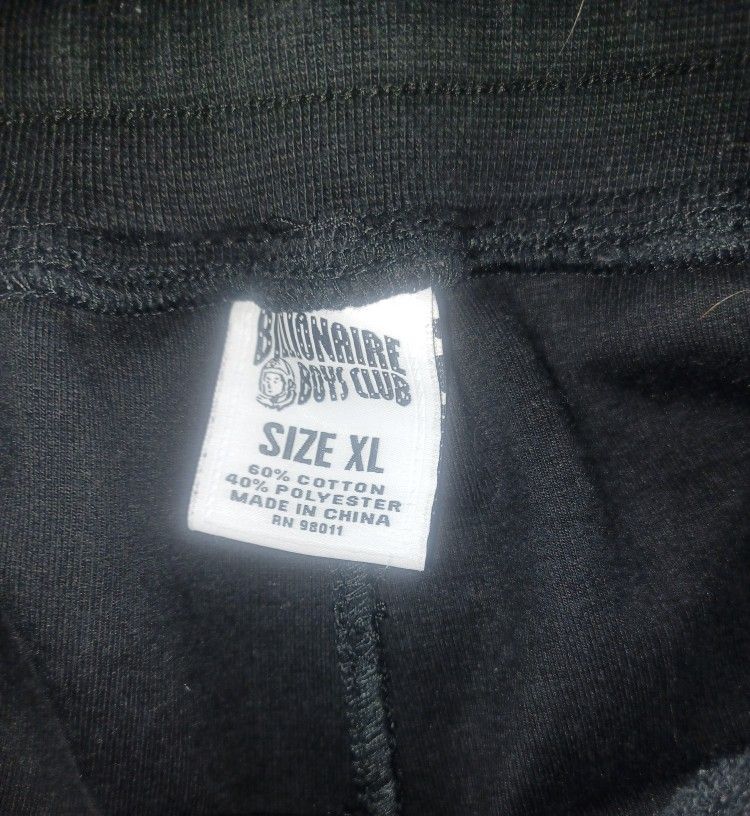 BILLIONAIRE
BOYS CLUB
SIZE XL
60% COTTON
40% POLYESTER
MADE IN CHINA
RN 98011